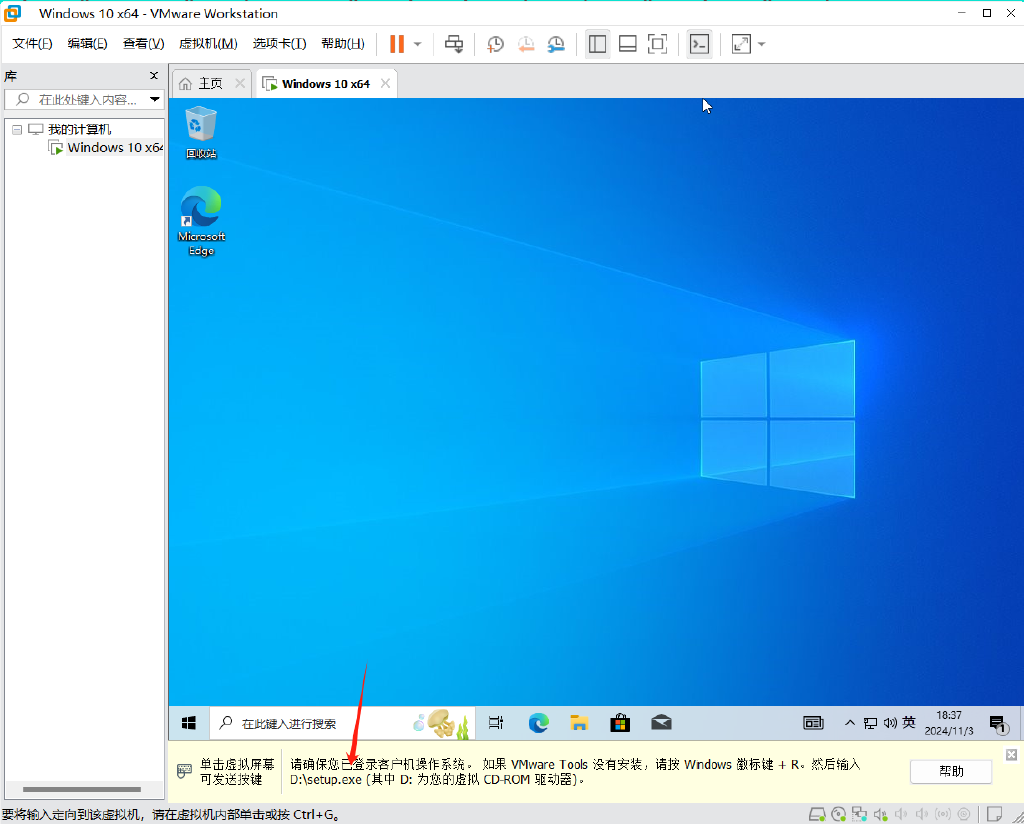 Windows 10 x64 - VMware Workstation
文件(F) 编辑(E) 查看(V) 虚拟机(M) 选项卡(T) 帮助(H)
库
主页
Windows 10 x64
在此处键入内容...
我的计算机
Windows 10 x64
回收站
Microsoft
Edge
在此键入进行搜索
英
18:37
2024/11/3
1
单击虚拟屏幕
可发送按键
请确保您已登录客户机操作系统。如果 VMware Tools 没有安装，请按 Windows 徽标键 + R。然后输入
D:\setup.exe (其中 D: 为您的虚拟 CD-ROM 驱动器)。
帮助
要将输入定向到该虚拟机，请在虚拟机内部单击或按 Ctrl+G。